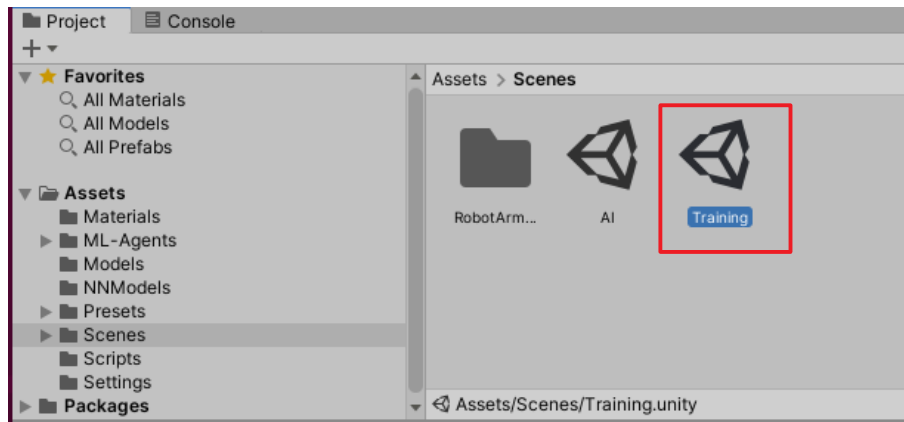 Project Console
Favorites
All Materials
All Models
All Prefabs
Assets
Materials
ML-Agents
Models
NNModels
Presets
Scenes
Scripts
Settings
Packages
Assets > Scenes
RobotArm...
AI
Training
Assets/Scenes/Training.unity